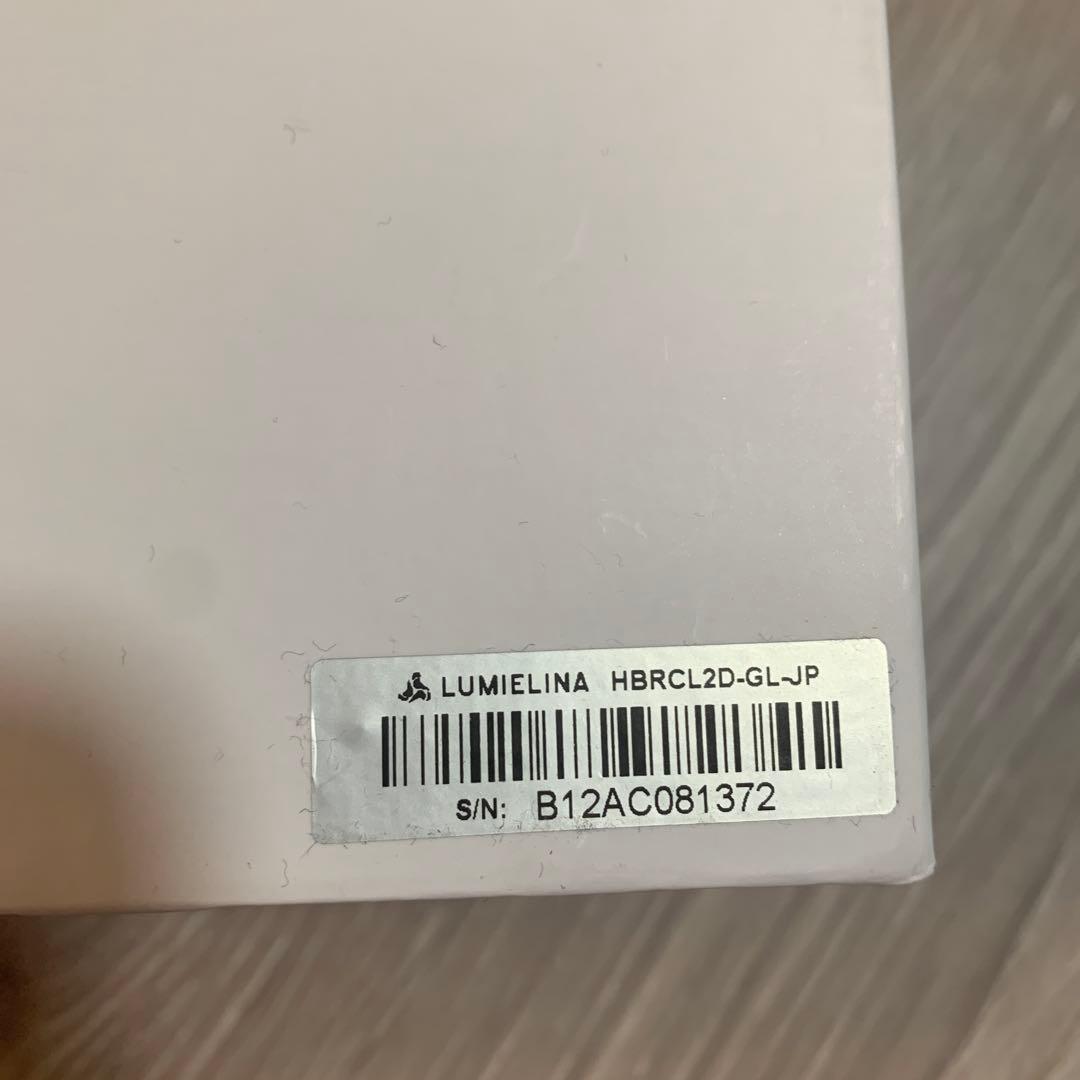 LUMIELINA HBRCL2D-GL-JP
S/N: B12AC081372